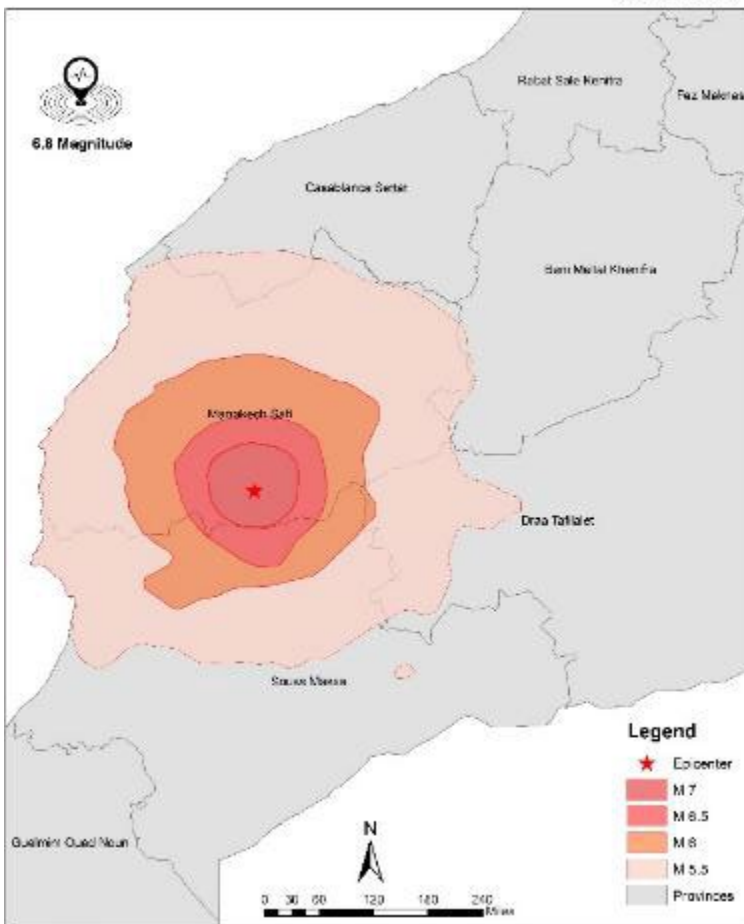 6.8 Magnitude
Rabat Sale Kenitra
Fez Meknes
Casablanca Settat
Beni Mellal Khenifra
Marrakech Safi
Draa Tafilalet
Souss Massa
Guelmim Oued Noun
Legend
Epicenter
M 7
M 6.5
M 6
M 5.5
Provinces
N
0 30 60 120 180 240
Miles